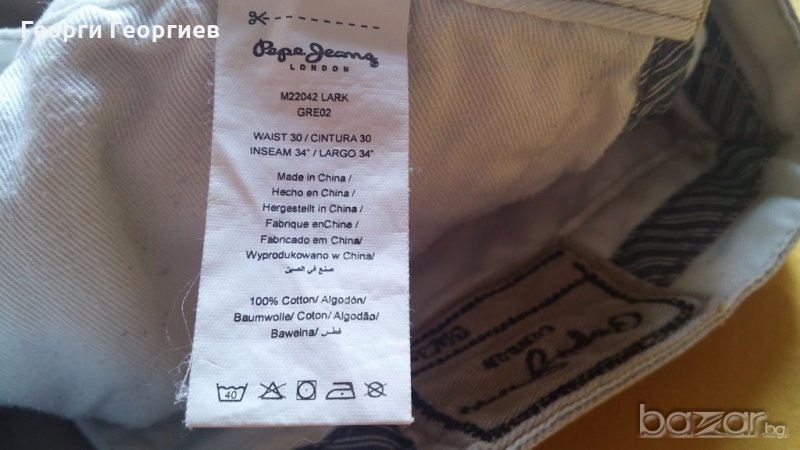 Георги Георгиев
Pepe Jeans
LONDON
M22042 LARK
GRE02
WAIST 30 / CINTURA 30
INSEAM 34" / LARGO 34"
Made in China /
Hecho en China /
Hergestellt in China /
Fabrique enChine /
Fabricado em China/
Wyprodukowano w China/
صنع في الصين
100% Cotton/ Algodón/
Baumwolle/ Coton/ Algodão/
Bawelna/ قطن
40
LONDON
bazar.bg